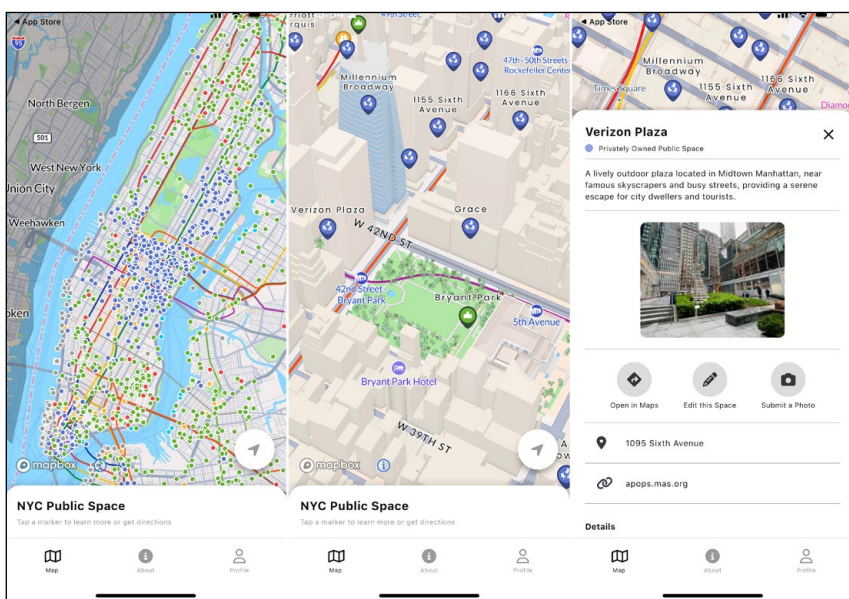 ◀ App Store
95
North Bergen
501
West New York
Union City
Weehawken
mapbox
NYC Public Space
Tap a marker to learn more or get directions
Map
About
Profile
◀ App Store
49th Street
47th-50th Streets
Rockefeller Center
Millennium
Broadway
1155 Sixth
Avenue
1166 Sixth
Avenue
Verizon Plaza
Grace
W 42ND ST
42nd Street-
Bryant Park
Bryant Park
5th Avenue
Bryant Park Hotel
W 39TH ST
mapbox
NYC Public Space
Tap a marker to learn more or get directions
Map
About
Profile
◀ App Store
Millennium
Broadway
Times Square
1155 Sixth
Avenue
1166 Sixth
Avenue
Verizon Plaza
Privately Owned Public Space
A lively outdoor plaza located in Midtown Manhattan, near
famous skyscrapers and busy streets, providing a serene
escape for city dwellers and tourists.
Open in Maps
Edit this Space
Submit a Photo
1095 Sixth Avenue
apops.mas.org
Details
Map
About
Profile